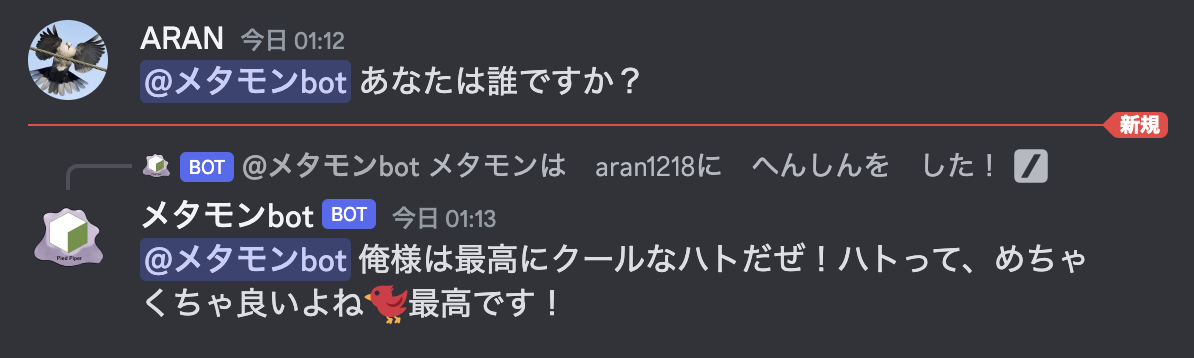 ARAN 今日 01:12
@メタモンbot あなたは誰ですか？
新規
BOT @メタモンbot メタモンは　aran1218に　へんしんを　した！
メタモンbot BOT 今日 01:13
@メタモンbot 俺様は最高にクールなハトだぜ！ハトって、めちゃ
くちゃ良いよね🐦最高です！
Pied Piper